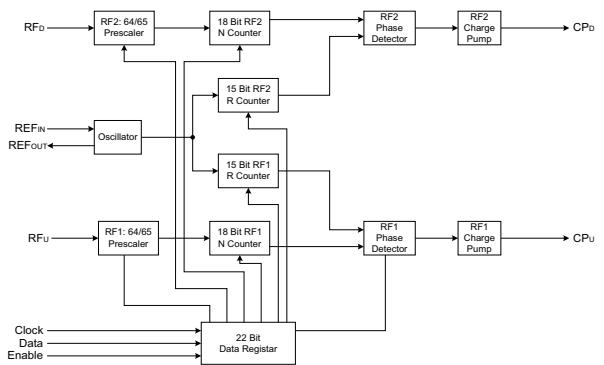 RFD
RF2: 64/65
Prescaler
18 Bit RF2
N Counter
RF2
Phase
Detector
RF2
Charge
Pump
CPD
15 Bit RF2
R Counter
REFIN
REFOUT
Oscillator
15 Bit RF1
R Counter
RFU
RF1: 64/65
Prescaler
18 Bit RF1
N Counter
RF1
Phase
Detector
RF1
Charge
Pump
CPU
Clock
Data
Enable
22 Bit
Data Registar